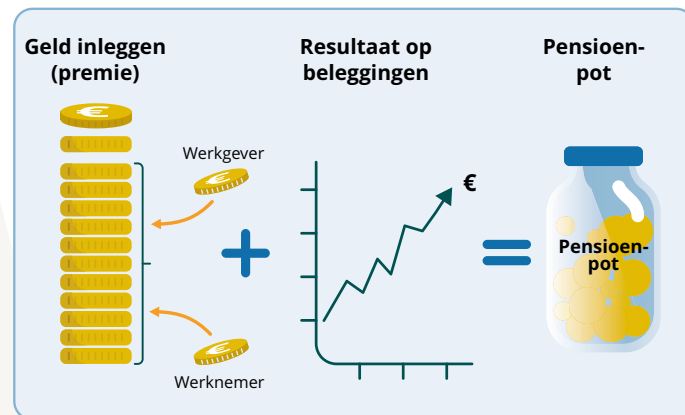 Geld inleggen
(premie)
Resultaat op
beleggingen
Pensioen-
pot
€
Werkgever
€
€
Pensioen-
pot
€
Werknemer